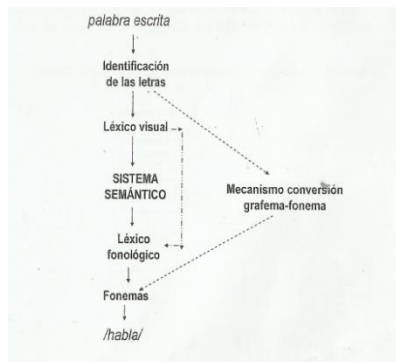 palabra escrita
Identificación
de las letras
Léxico visual
SISTEMA
SEMÁNTICO
Mecanismo conversión
grafema-fonema
Léxico
fonológico
Fonemas
/habla/